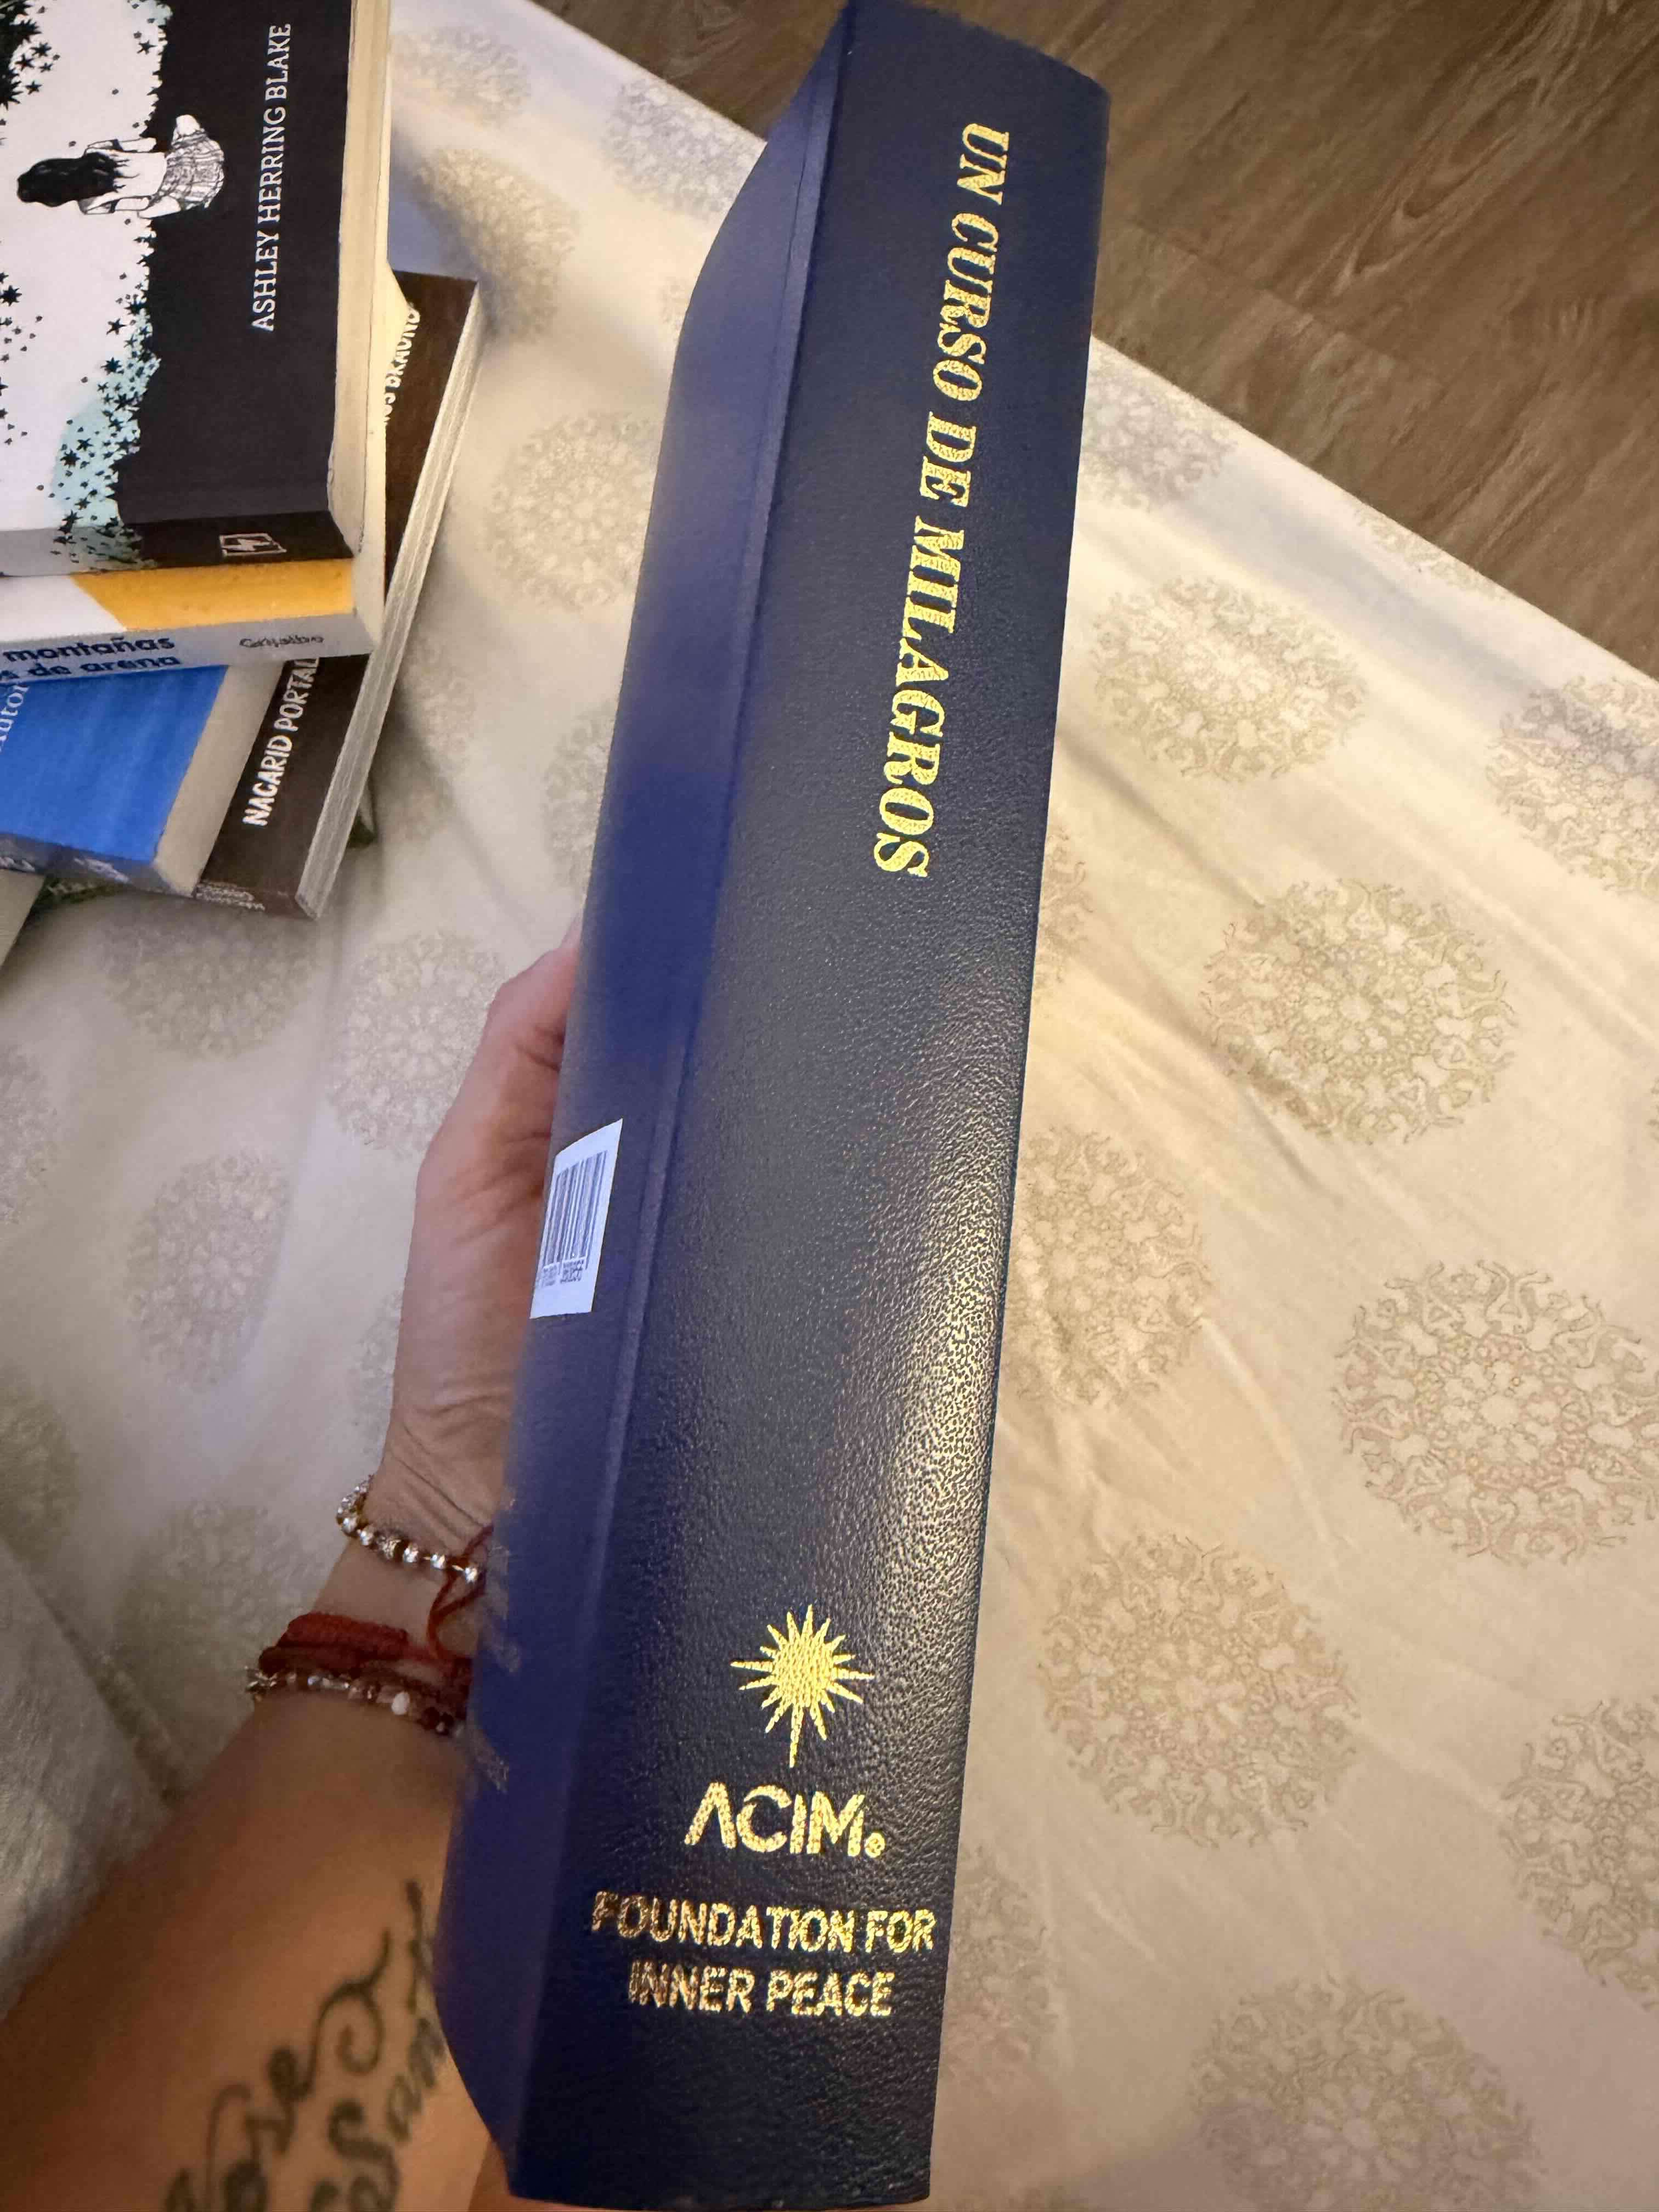 ASHLEY HERRING BLAKE
montañas
de arena
Grijalbo
NACARID PORTAL
UN CURSO DE MILAGROS
ACIM®
FOUNDATION FOR
INNER PEACE